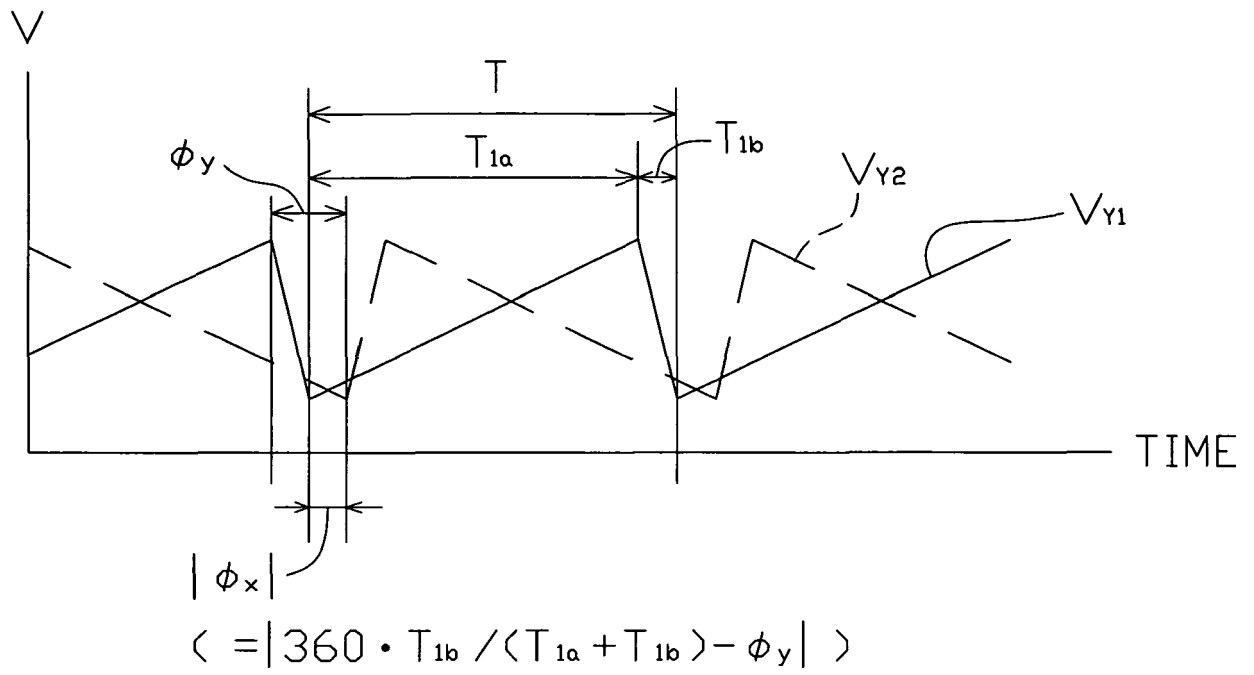 V
T
T1a
T1b
ϕy
VY2
VY1
TIME
|ϕx|
( =|360・T1b /(T1a+T1b)-ϕy| )